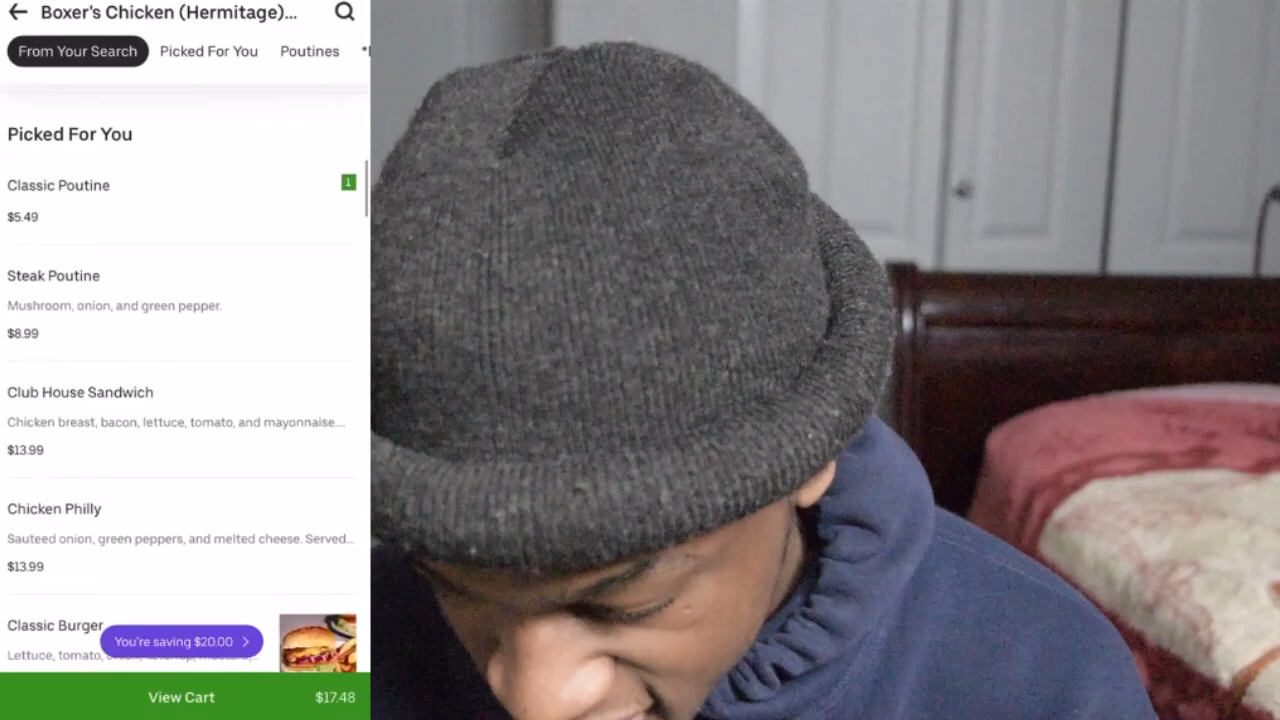 Boxer's Chicken (Hermitage)...
From Your Search
Picked For You
Poutines
Picked For You
Classic Poutine
1
$5.49
Steak Poutine
Mushroom, onion, and green pepper.
$8.99
Club House Sandwich
Chicken breast, bacon, lettuce, tomato, and mayonnaise....
$13.99
Chicken Philly
Sauteed onion, green peppers, and melted cheese. Served...
$13.99
Classic Burger
You're saving $20.00
Lettuce, tomato,
View Cart
$17.48